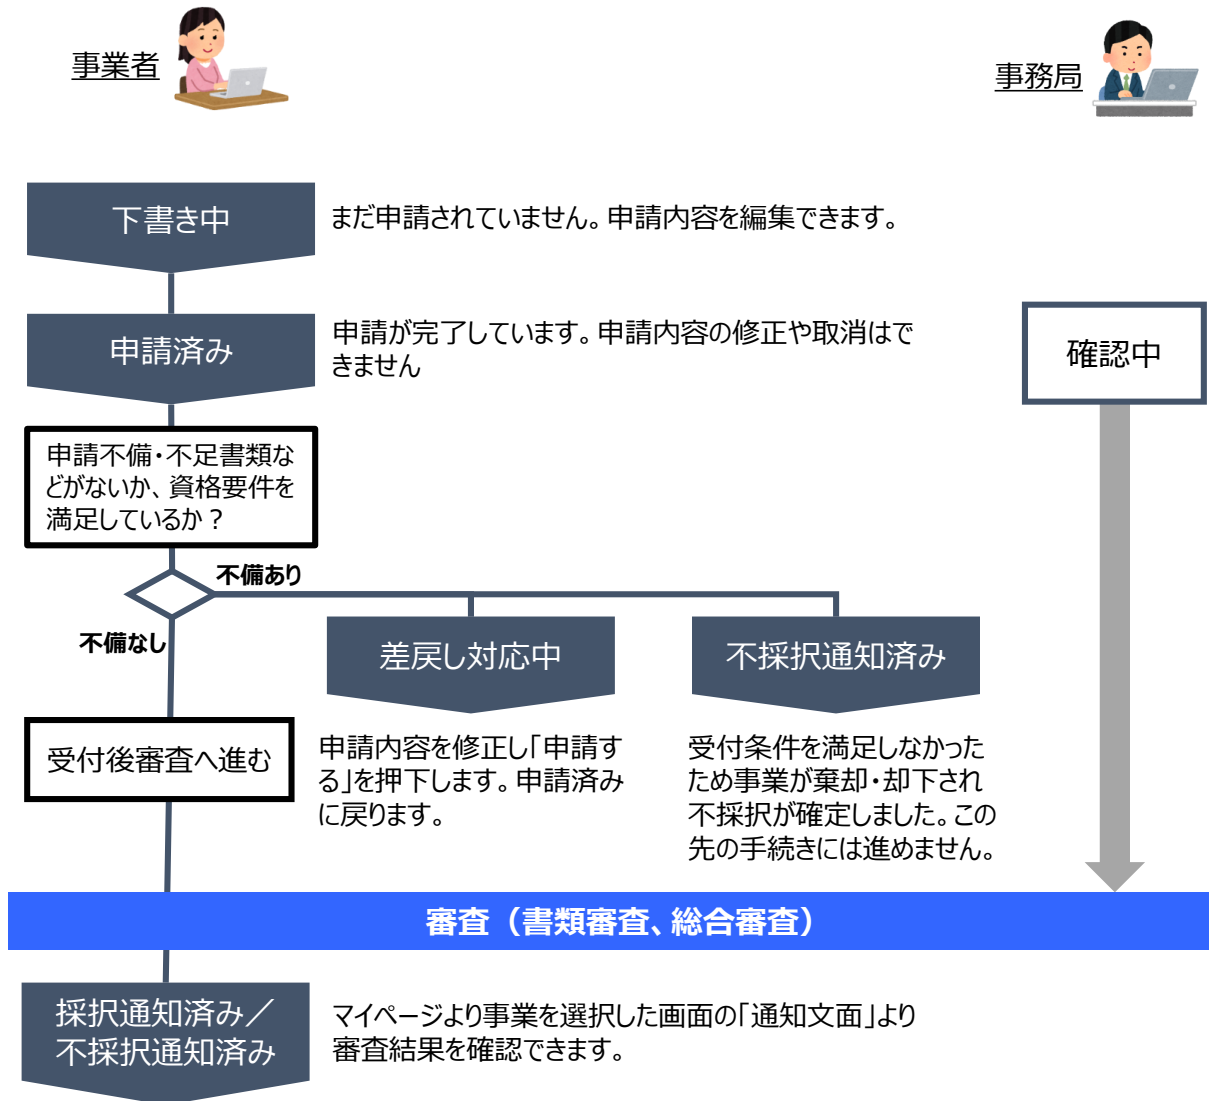 事業者
事務局
下書き中
まだ申請されていません。申請内容を編集できます。
申請済み
申請が完了しています。申請内容の修正や取消はで
きません
確認中
申請不備・不足書類な
どがないか、資格要件を
満足しているか？
不備あり
不備なし
差戻し対応中
不採択通知済み
受付後審査へ進む
申請内容を修正し「申請す
る」を押下します。申請済み
に戻ります。
受付条件を満足しなかった
ため事業が棄却・却下され
不採択が確定しました。この
先の手続きには進めません。
審査（書類審査、総合審査）
採択通知済み／
不採択通知済み
マイページより事業を選択した画面の「通知文面」より
審査結果を確認できます。